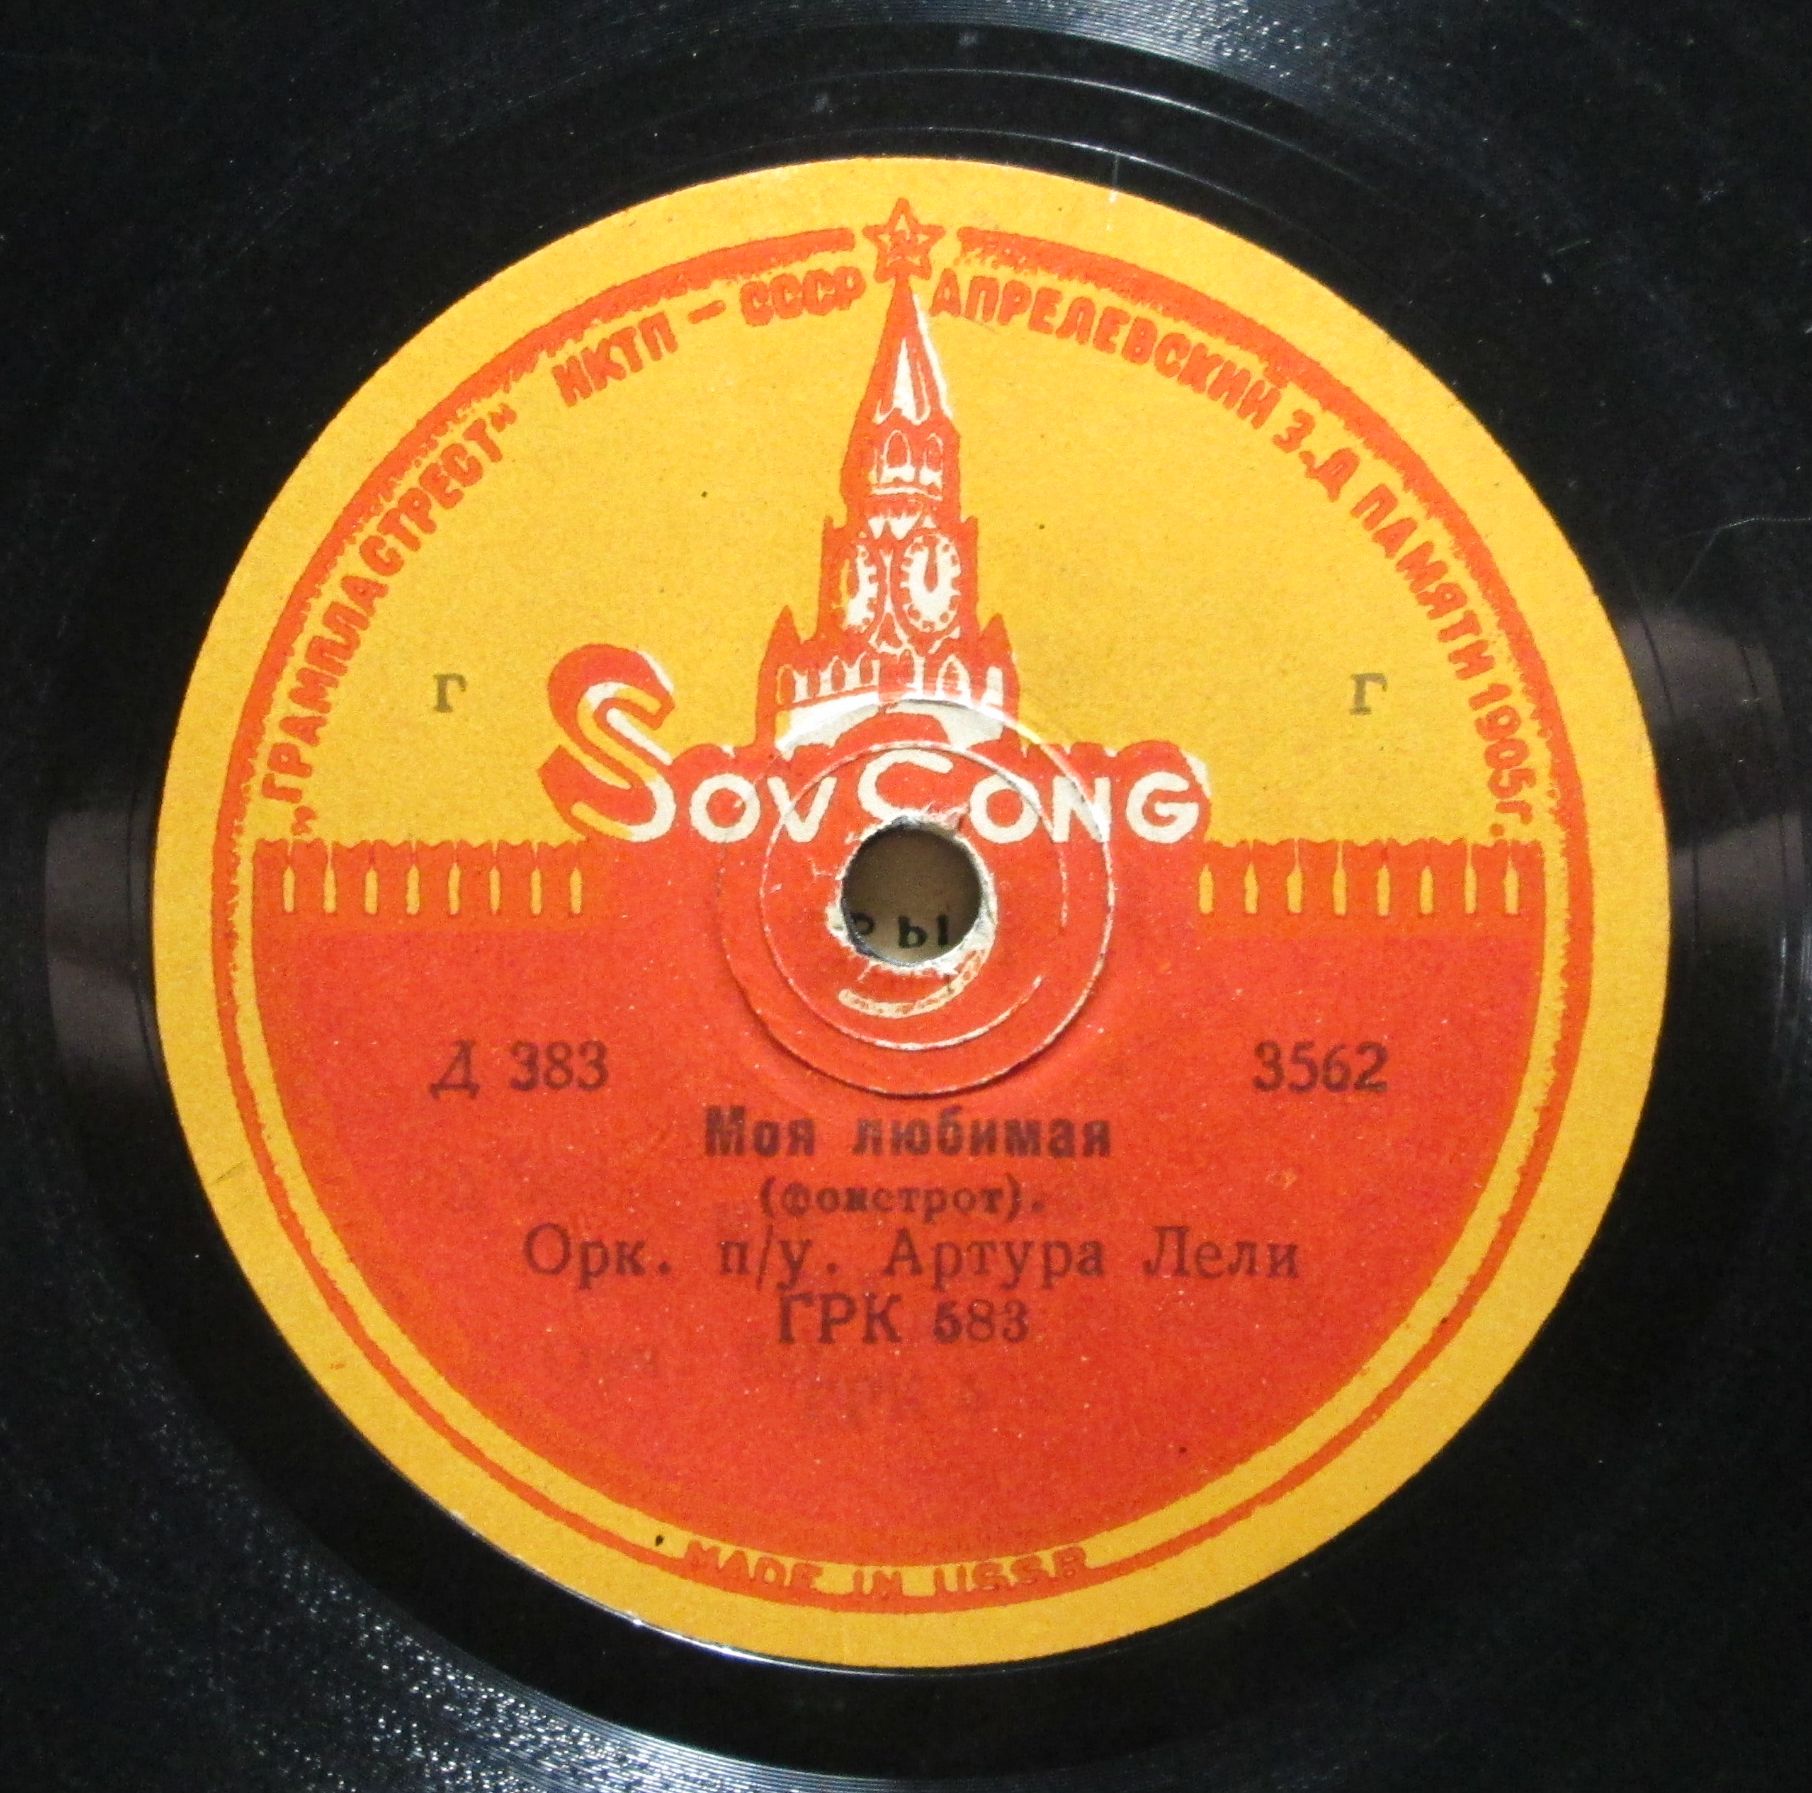 „ГРАМПЛАСТРЕСТ“ НКТП – СССР АПРЕЛЕВСКИЙ З-Д ПАМЯТИ 1905 г.
Г Г
SOVSONG
РЫ
Д 383 3562
Моя любимая
(фокстрот).
Орк. п/у. Артура Лели
ГРК 583
MADE IN U.S.S.R